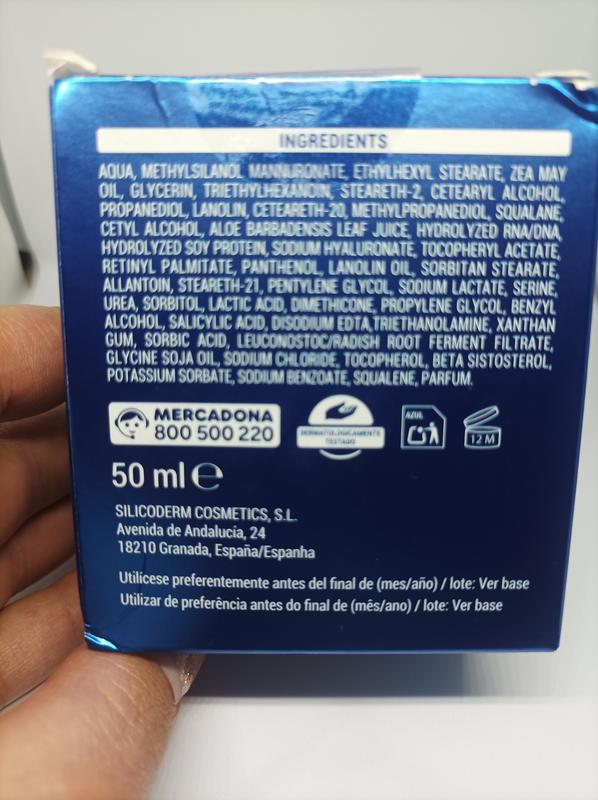 INGREDIENTS
AQUA, METHYLSILANOL MANNURONATE, ETHYLHEXYL STEARATE, ZEA MAY
OIL, GLYCERIN, TRIETHYLHEXANOIN, STEARETH-2, CETEARYL ALCOHOL,
PROPANEDIOL, LANOLIN, CETEARETH-20, METHYLPROPANEDIOL, SQUALANE,
CETYL ALCOHOL, ALOE BARBADENSIS LEAF JUICE, HYDROLYZED RNA/DNA,
HYDROLYZED SOY PROTEIN, SODIUM HYALURONATE, TOCOPHERYL ACETATE,
RETINYL PALMITATE, PANTHENOL, LANOLIN OIL, SORBITAN STEARATE,
ALLANTOIN, STEARETH-21, PENTYLENE GLYCOL, SODIUM LACTATE, SERINE,
UREA, SORBITOL, LACTIC ACID, DIMETHICONE, PROPYLENE GLYCOL, BENZYL
ALCOHOL, SALICYLIC ACID, DISODIUM EDTA,TRIETHANOLAMINE, XANTHAN
GUM, SORBIC ACID, LEUCONOSTOC/RADISH ROOT FERMENT FILTRATE,
GLYCINE SOJA OIL, SODIUM CHLORIDE, TOCOPHEROL, BETA SISTOSTEROL,
POTASSIUM SORBATE, SODIUM BENZOATE, SQUALENE, PARFUM.
MERCADONA
800 500 220
DERMATOLÓGICAMENTE
TESTADO
AZUL
12 M
50 ml e
SILICODERM COSMETICS, S.L.
Avenida de Andalucía, 24
18210 Granada, España/Espanha
Utilícese preferentemente antes del final de (mes/año) / lote: Ver base
Utilizar de preferência antes do final de (mês/ano) / lote: Ver base